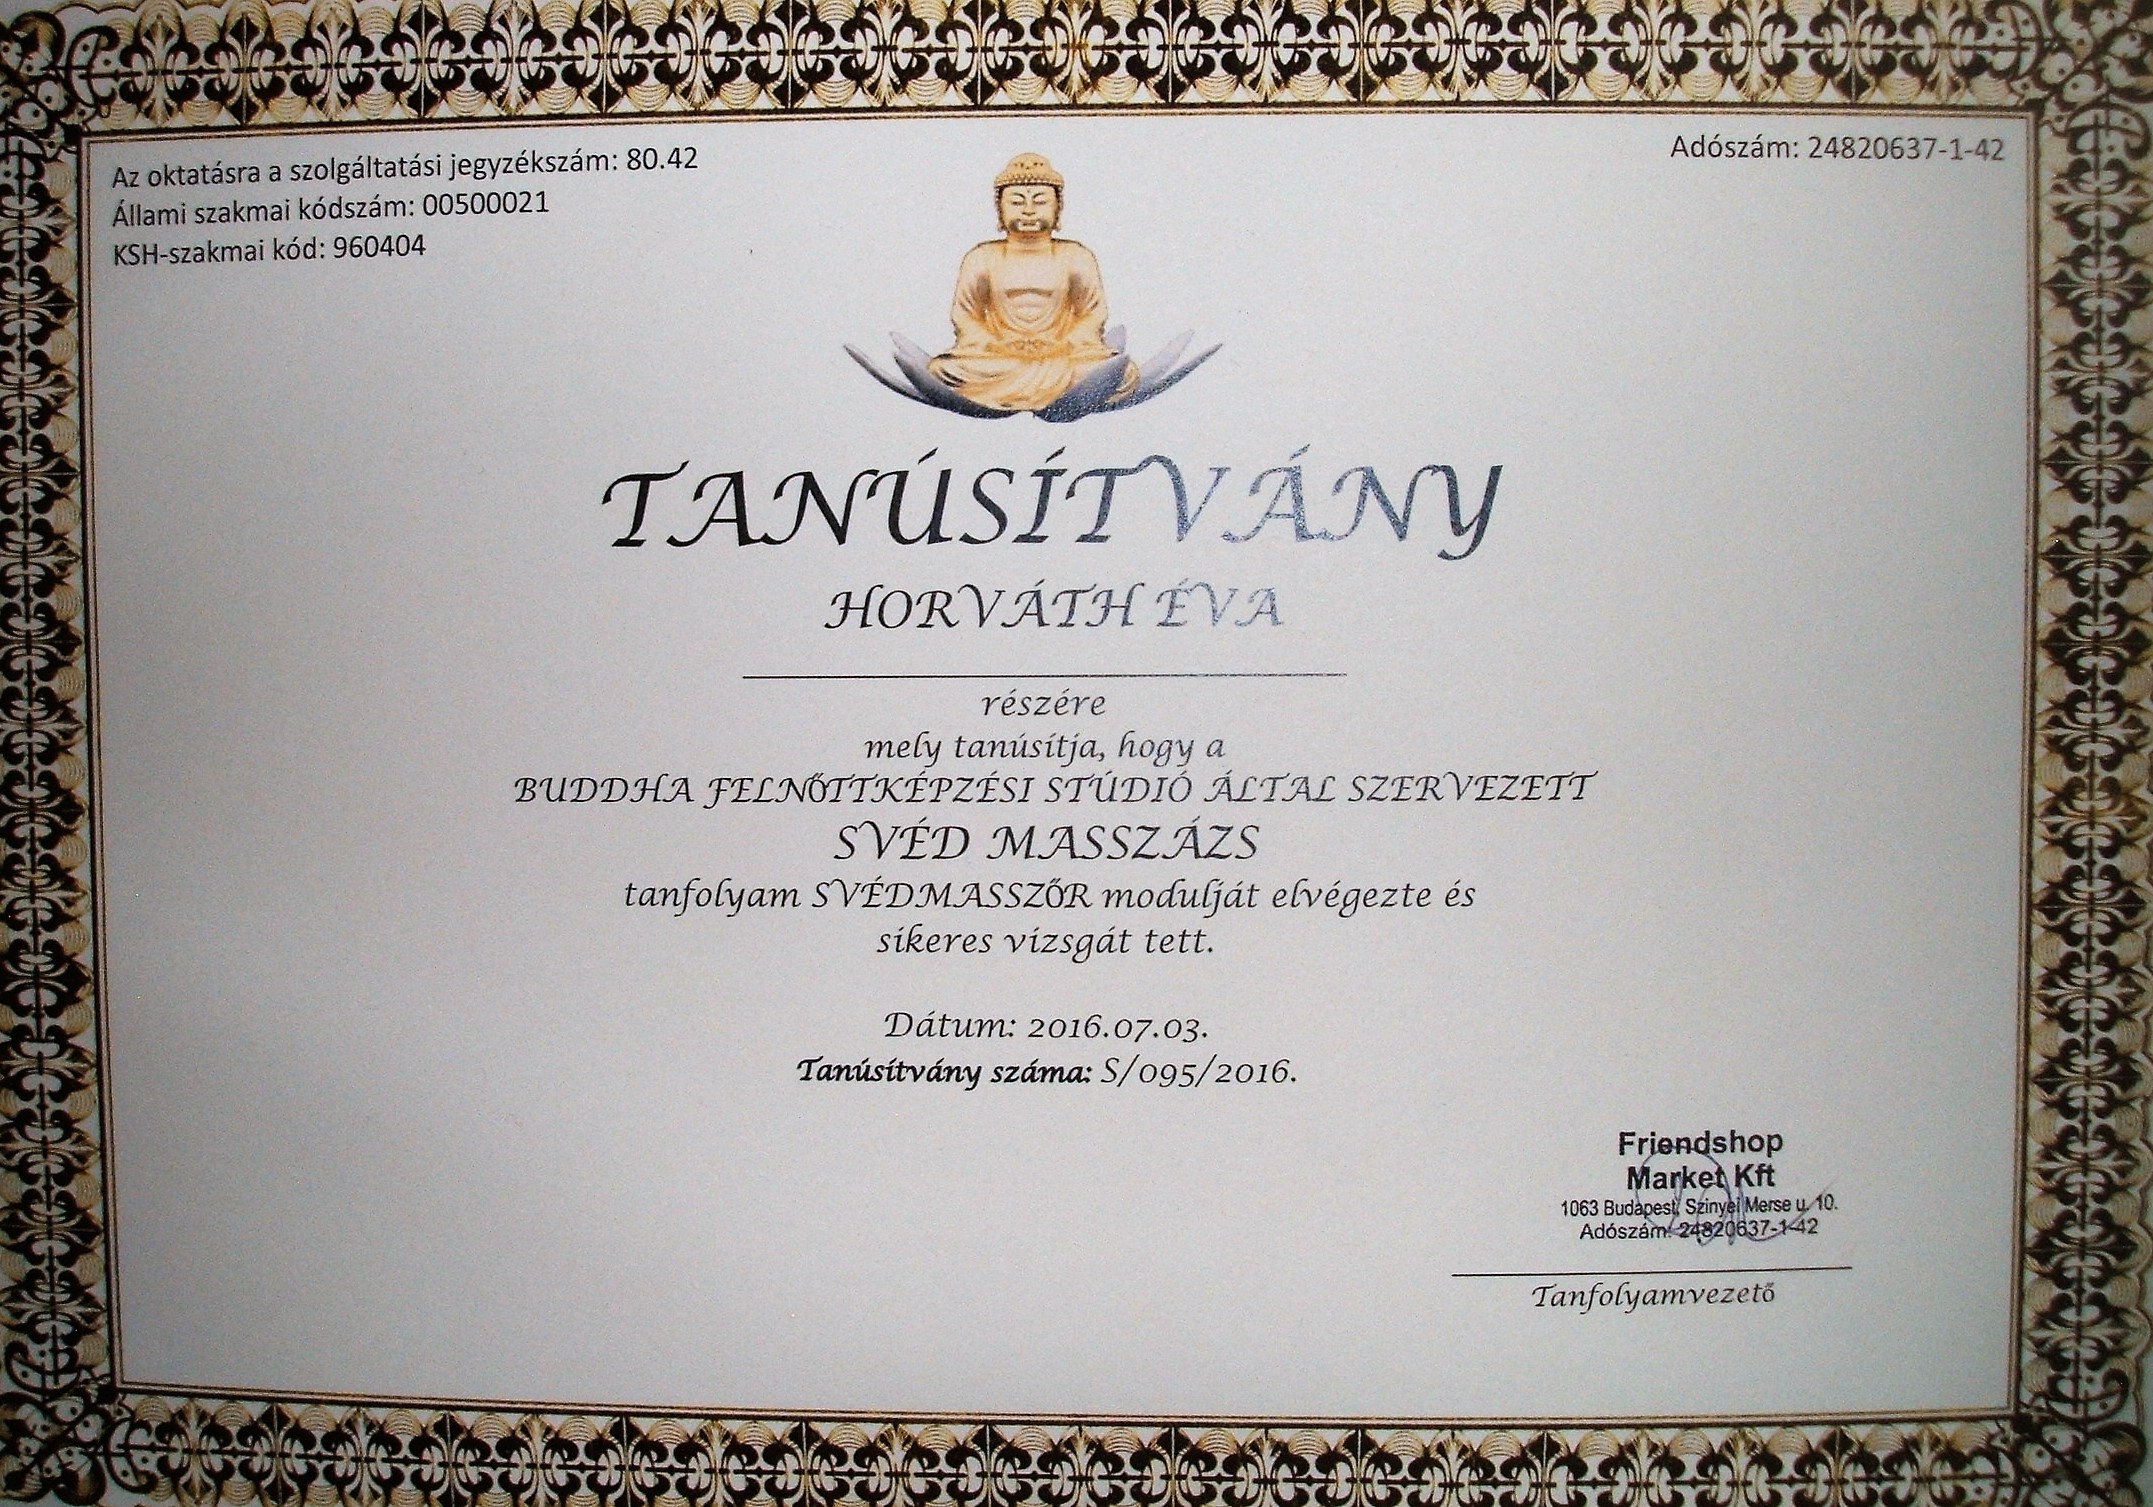 Az oktatásra a szolgáltatási jegyzékszám: 80.42
Állami szakmai kódszám: 00500021
KSH-szakmai kód: 960404
Adószám: 24820637-1-42
TANÚSÍTVÁNY
HORVÁTH ÉVA
részére
mely tanúsítja, hogy a
BUDDHA FELNŐTTKÉPZÉSI STÚDIÓ ÁLTAL SZERVEZETT
SVÉD MASSZÁZS
tanfolyam SVÉDMASSZŐR modulját elvégezte és
sikeres vizsgát tett.
Dátum: 2016.07.03.
Tanúsítvány száma: S/095/2016.
Friendshop
Market Kft
1063 Budapest, Szinyei Merse u. 10.
Adószám: 24820637-1-42
Tanfolyamvezető